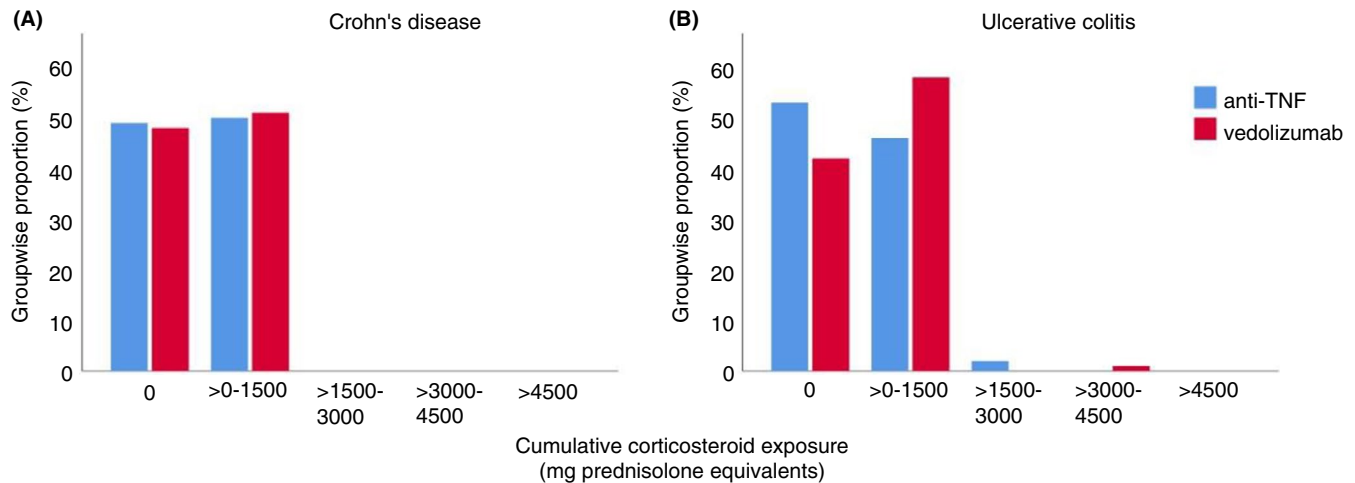 (A)
Crohn's disease
Groupwise proportion (%)
60
50
40
30
20
10
0
0
>0-1500
>1500-
3000
>3000-
4500
>4500
(B)
Ulcerative colitis
Groupwise proportion (%)
60
50
40
30
20
10
0
0
>0-1500
>1500-
3000
>3000-
4500
>4500
anti-TNF
vedolizumab
Cumulative corticosteroid exposure
(mg prednisolone equivalents)